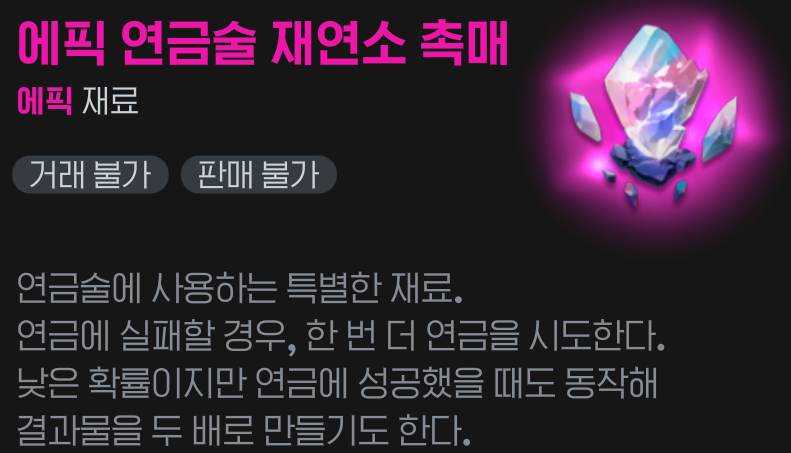 에픽 연금술 재연소 촉매
에픽 재료
거래 불가 판매 불가
연금술에 사용하는 특별한 재료.
연금에 실패할 경우, 한 번 더 연금을 시도한다.
낮은 확률이지만 연금에 성공했을 때도 동작해
결과물을 두 배로 만들기도 한다.